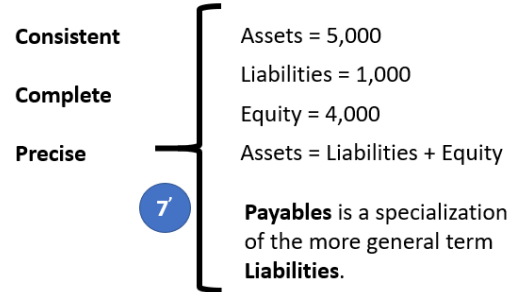 Consistent
Complete
Precise
7′
Assets = 5,000
Liabilities = 1,000
Equity = 4,000
Assets = Liabilities + Equity
Payables is a specialization
of the more general term
Liabilities.